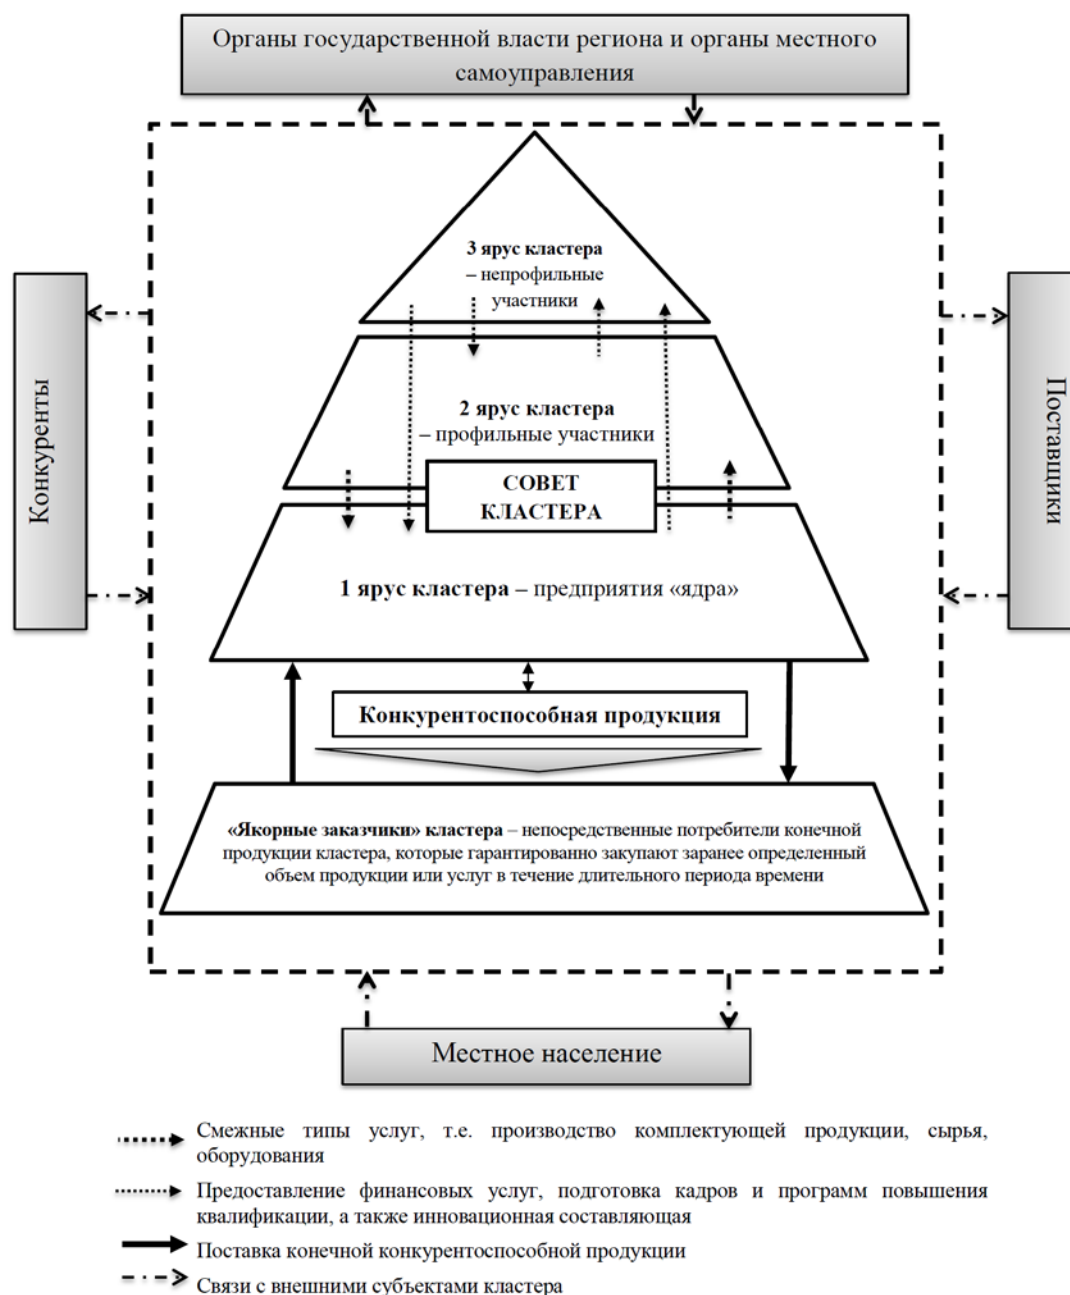 Органы государственной власти региона и органы местного
самоуправления
3 ярус кластера
– непрофильные
участники
Конкуренты
Поставщики
2 ярус кластера
– профильные участники
СОВЕТ
КЛАСТЕРА
1 ярус кластера – предприятия «ядра»
Конкурентоспособная продукция
«Якорные заказчики» кластера – непосредственные потребители конечной
продукции кластера, которые гарантированно закупают заранее определенный
объем продукции или услуг в течение длительного периода времени
Местное население
Смежные типы услуг, т.е. производство комплектующей продукции, сырья,
оборудования
Предоставление финансовых услуг, подготовка кадров и программ повышения
квалификации, а также инновационная составляющая
Поставка конечной конкурентоспособной продукции
Связи с внешними субъектами кластера